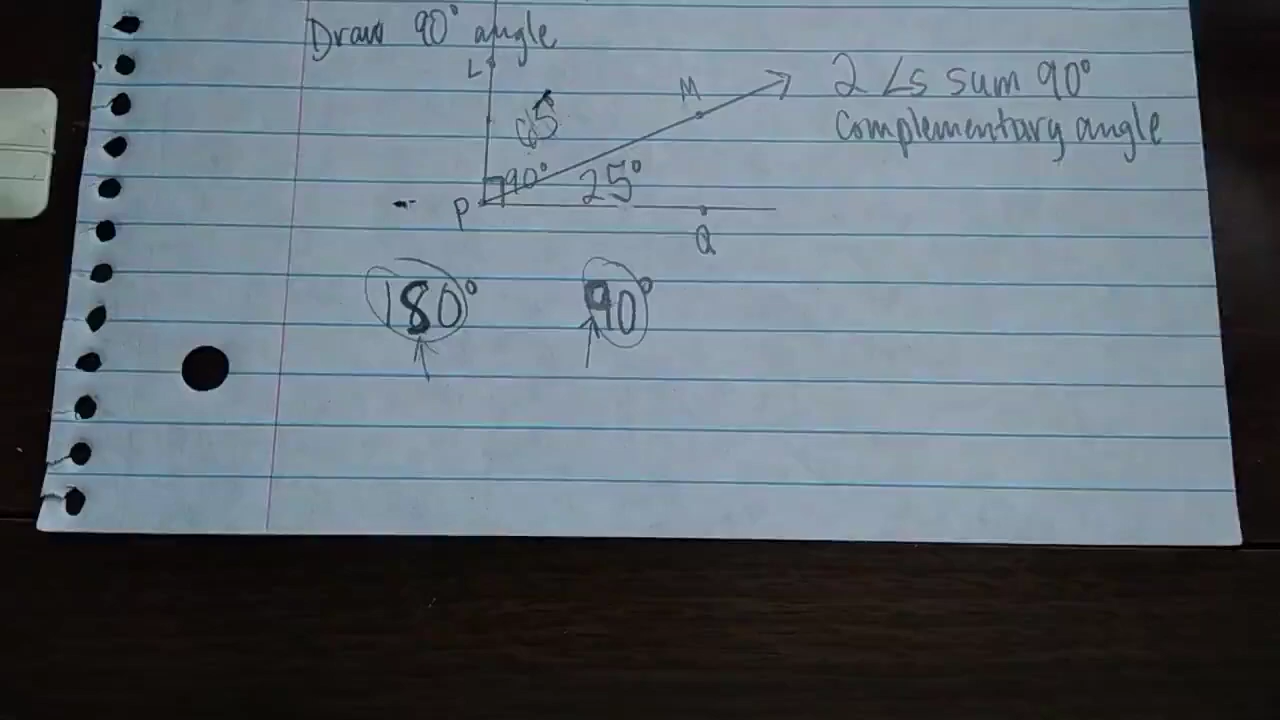 Draw 90° angle
L
M
2 ∠s sum 90°
complementary angle
65
90°
25°
P
Q
180°
90°